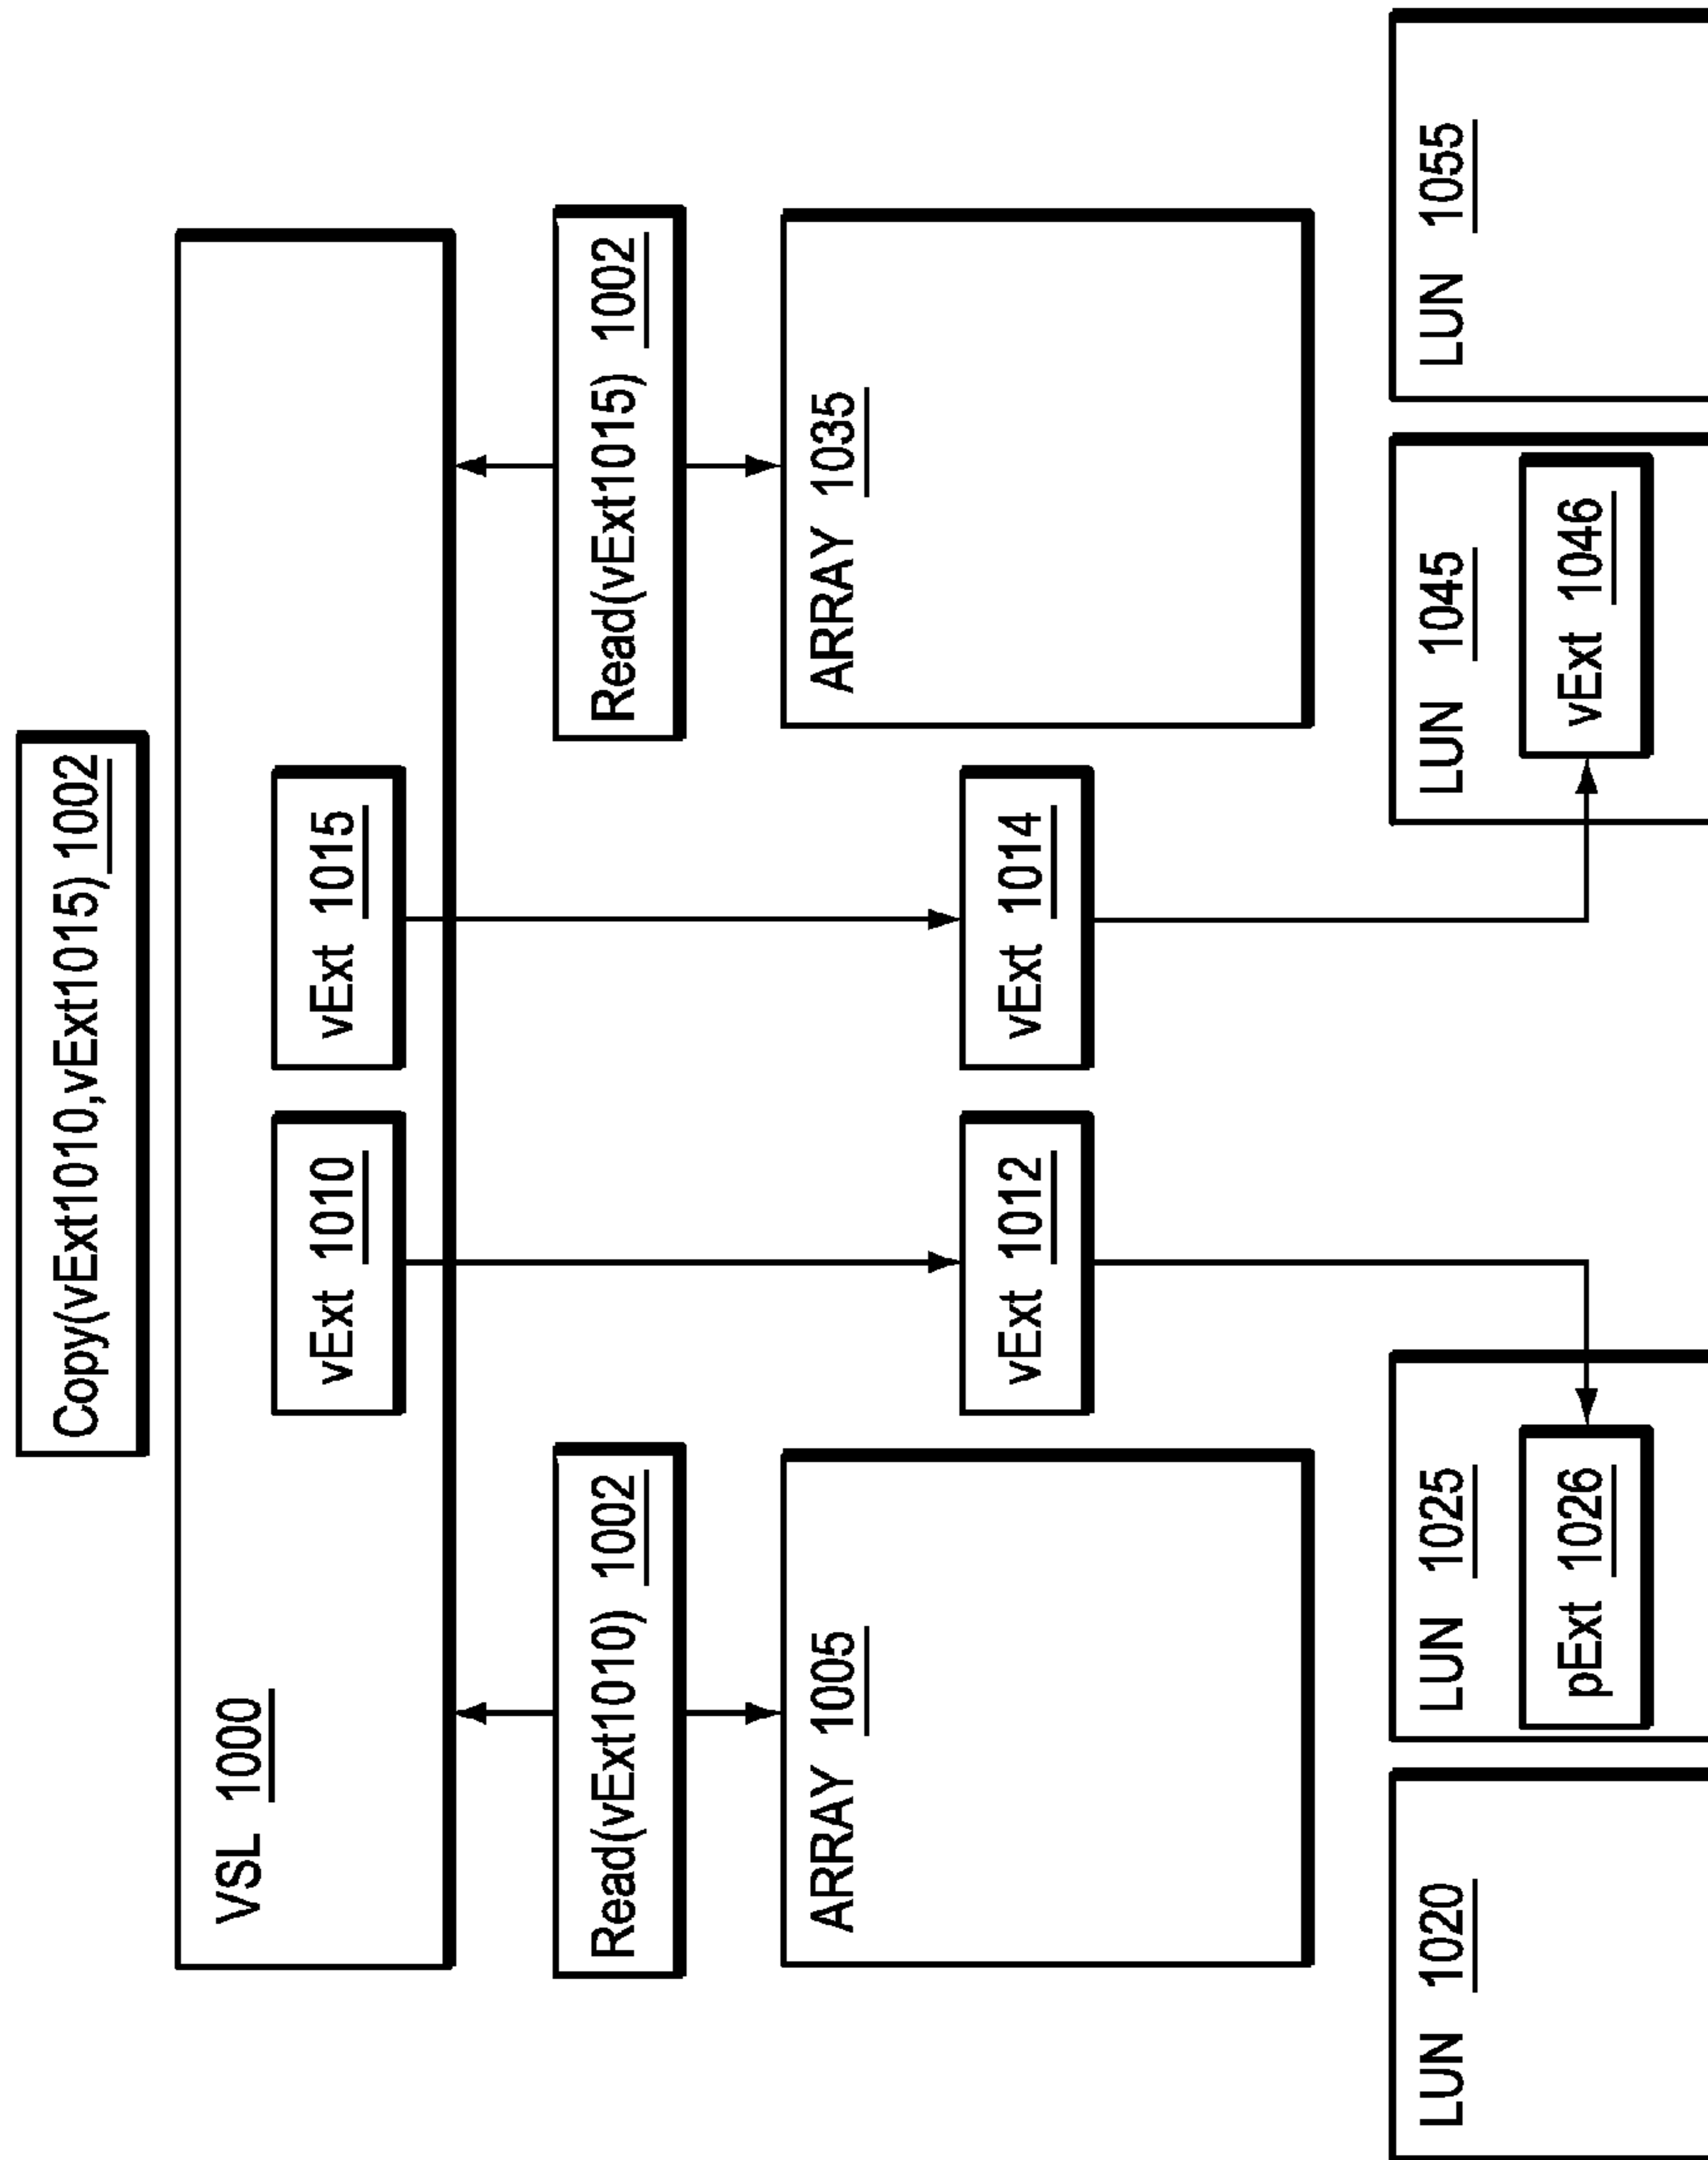 Copy(vExt1010,vExt1015) 1002
VSL 1000
vExt 1010
vExt 1015
Read(vExt1010) 1002
Read(vExt1015) 1002
ARRAY 1005
ARRAY 1035
vExt 1012
vExt 1014
LUN 1020
LUN 1025
LUN 1045
LUN 1055
pExt 1026
vExt 1046